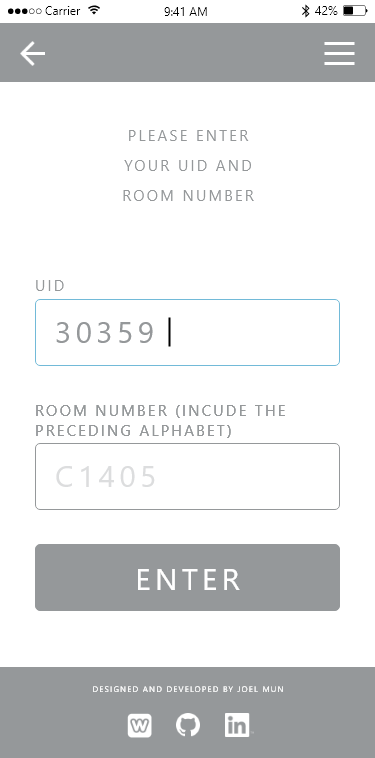 Carrier 9:41 AM 42%
PLEASE ENTER
YOUR UID AND
ROOM NUMBER
UID
30359
ROOM NUMBER (INCUDE THE
PRECEDING ALPHABET)
C1405
ENTER
DESIGNED AND DEVELOPED BY JOEL MUN
W in